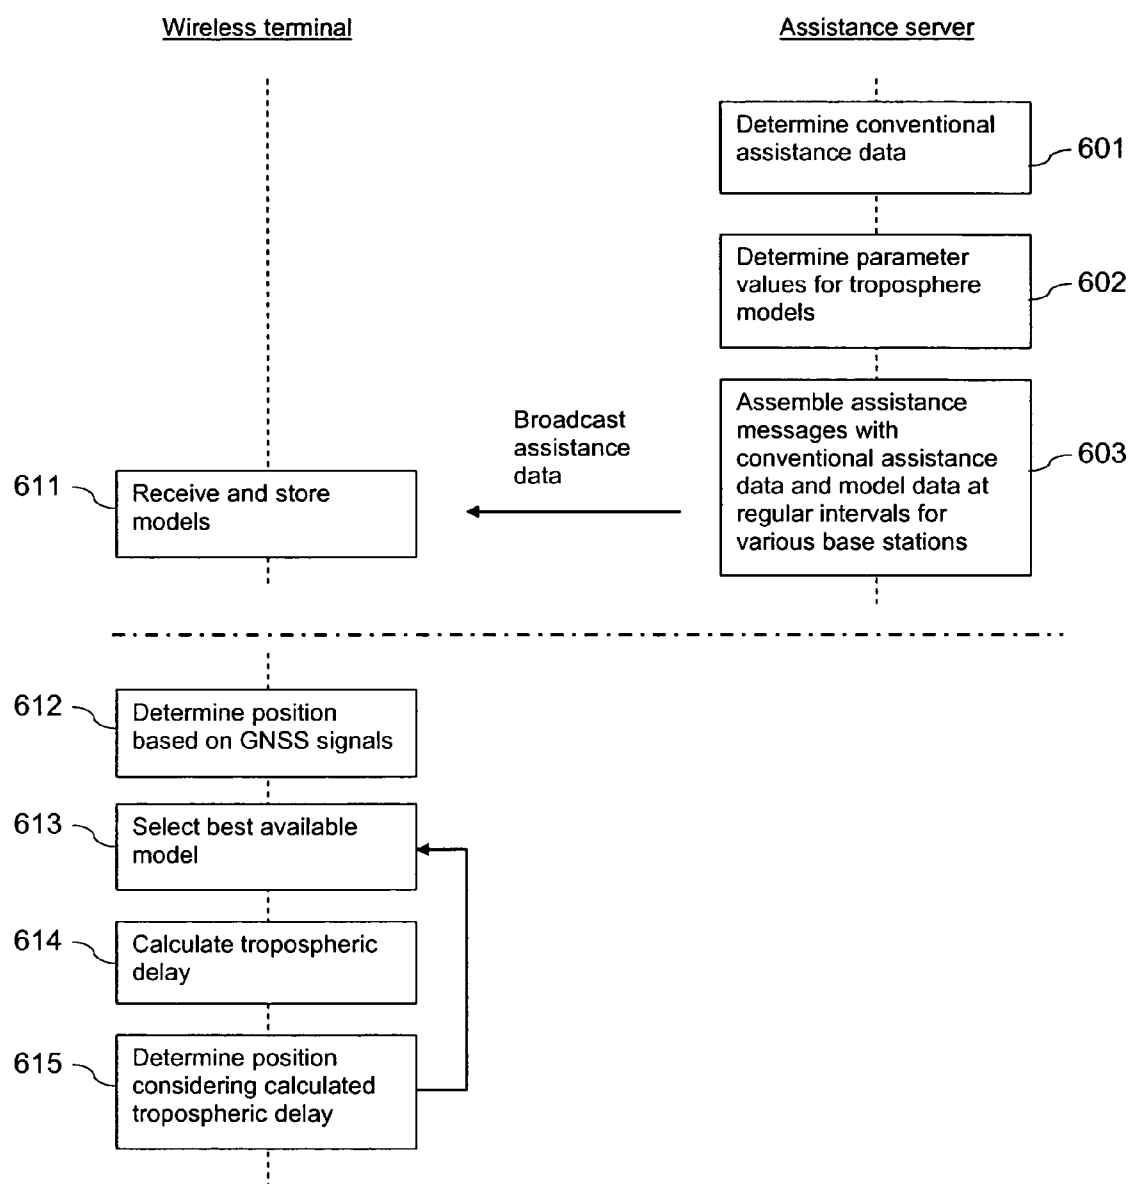 Wireless terminal
Assistance server
Determine conventional
assistance data
601
Determine parameter
values for troposphere
models
602
Assemble assistance
messages with
conventional assistance
data and model data at
regular intervals for
various base stations
603
Broadcast
assistance
data
611
Receive and store
models
612
Determine position
based on GNSS signals
613
Select best available
model
614
Calculate tropospheric
delay
615
Determine position
considering calculated
tropospheric delay